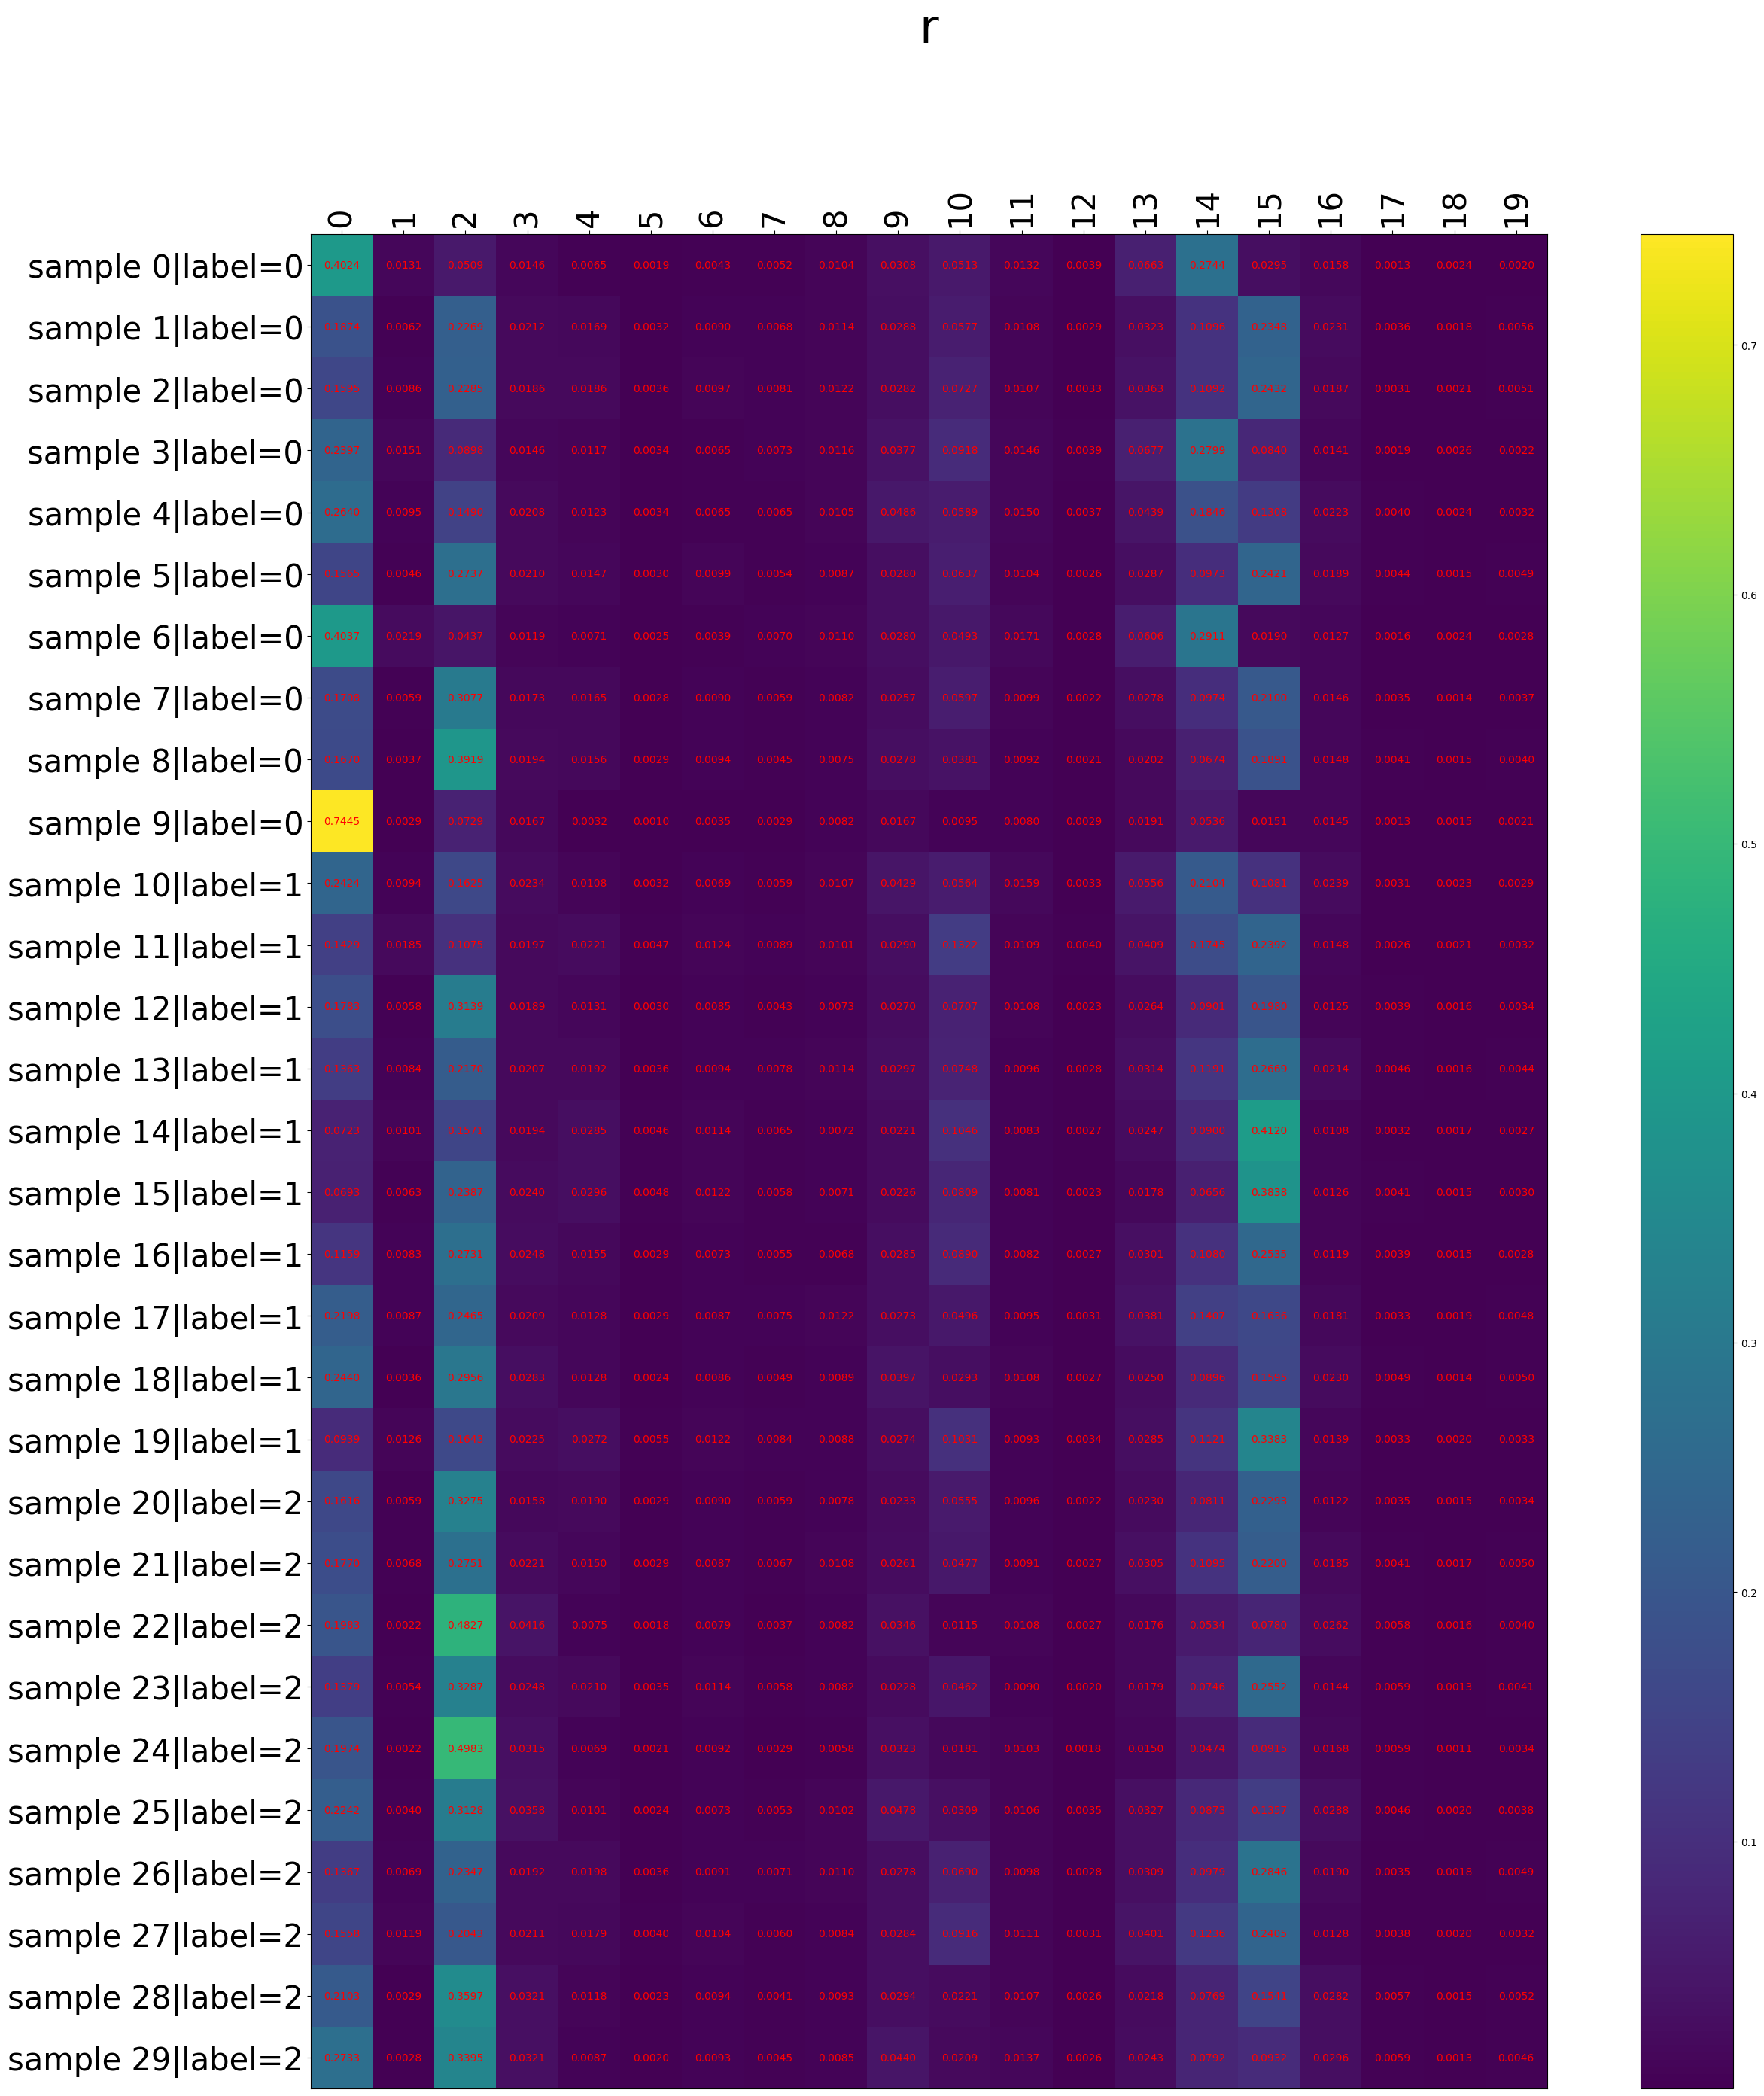 r
0 1 2 3 4 5 6 7 8 9 10 11 12 13 14 15 16 17 18 19
sample 0|label=0 0.4024 0.0131 0.0509 0.0146 0.0065 0.0019 0.0043 0.0052 0.0104 0.0308 0.0513 0.0132 0.0039 0.0663 0.2744 0.0295 0.0158 0.0013 0.0024 0.0020
sample 1|label=0 0.0062 0.0212 0.0169 0.0032 0.0090 0.0068 0.0114 0.0288 0.0577 0.0108 0.0029 0.0323 0.0231 0.0036 0.0018 0.0056
sample 2|label=0 0.0086 0.0186 0.0186 0.0036 0.0097 0.0081 0.0122 0.0282 0.0727 0.0107 0.0033 0.0363 0.0187 0.0031 0.0021 0.0051
sample 3|label=0 0.0151 0.0898 0.0146 0.0117 0.0034 0.0065 0.0073 0.0116 0.0377 0.0146 0.0039 0.0677 0.2799 0.0840 0.0141 0.0019 0.0026 0.0022
sample 4|label=0 0.0095 0.0208 0.0123 0.0034 0.0065 0.0065 0.0105 0.0486 0.0589 0.0150 0.0037 0.0439 0.0223 0.0040 0.0024 0.0032
sample 5|label=0 0.0046 0.2737 0.0210 0.0147 0.0030 0.0099 0.0054 0.0087 0.0280 0.0637 0.0104 0.0026 0.0287 0.0973 0.2421 0.0189 0.0044 0.0015 0.0049
sample 6|label=0 0.4037 0.0219 0.0437 0.0119 0.0071 0.0025 0.0039 0.0070 0.0110 0.0280 0.0493 0.0171 0.0028 0.0606 0.2911 0.0190 0.0127 0.0016 0.0024 0.0028
sample 7|label=0 0.0059 0.3077 0.0173 0.0165 0.0028 0.0090 0.0059 0.0082 0.0257 0.0597 0.0099 0.0022 0.0278 0.0974 0.0146 0.0035 0.0014 0.0037
sample 8|label=0 0.0037 0.3919 0.0194 0.0156 0.0029 0.0094 0.0045 0.0075 0.0278 0.0381 0.0092 0.0021 0.0202 0.0674 0.0148 0.0041 0.0015 0.0040
sample 9|label=0 0.7445 0.0029 0.0729 0.0167 0.0032 0.0010 0.0035 0.0029 0.0082 0.0167 0.0095 0.0080 0.0029 0.0191 0.0536 0.0151 0.0145 0.0013 0.0015 0.0021
sample 10|label=1 0.2424 0.0094 0.0234 0.0108 0.0032 0.0069 0.0059 0.0107 0.0429 0.0564 0.0159 0.0033 0.0556 0.0239 0.0031 0.0023 0.0029
sample 11|label=1 0.0185 0.1075 0.0197 0.0221 0.0047 0.0124 0.0089 0.0101 0.0290 0.0109 0.0040 0.0409 0.2392 0.0148 0.0026 0.0021 0.0032
sample 12|label=1 0.0058 0.3139 0.0189 0.0131 0.0030 0.0085 0.0043 0.0073 0.0270 0.0707 0.0108 0.0023 0.0264 0.0901 0.0125 0.0039 0.0016 0.0034
sample 13|label=1 0.0084 0.0207 0.0192 0.0036 0.0094 0.0078 0.0114 0.0297 0.0748 0.0096 0.0028 0.0314 0.2669 0.0214 0.0046 0.0016 0.0044
sample 14|label=1 0.0723 0.0101 0.0194 0.0285 0.0046 0.0114 0.0065 0.0072 0.0221 0.1046 0.0083 0.0027 0.0247 0.0900 0.4120 0.0108 0.0032 0.0017 0.0027
sample 15|label=1 0.0693 0.0063 0.0240 0.0296 0.0048 0.0122 0.0058 0.0071 0.0226 0.0809 0.0081 0.0023 0.0178 0.0656 0.3838 0.0126 0.0041 0.0015 0.0030
sample 16|label=1 0.0083 0.2731 0.0248 0.0155 0.0029 0.0073 0.0055 0.0068 0.0285 0.0890 0.0082 0.0027 0.0301 0.0119 0.0039 0.0015 0.0028
sample 17|label=1 0.0087 0.0209 0.0128 0.0029 0.0087 0.0075 0.0122 0.0273 0.0496 0.0095 0.0031 0.0381 0.0181 0.0033 0.0019 0.0048
sample 18|label=1 0.2440 0.0036 0.2956 0.0283 0.0128 0.0024 0.0086 0.0049 0.0089 0.0397 0.0293 0.0108 0.0027 0.0250 0.0896 0.0230 0.0049 0.0014 0.0050
sample 19|label=1 0.0939 0.0126 0.0225 0.0272 0.0055 0.0122 0.0084 0.0088 0.0274 0.1031 0.0093 0.0034 0.0285 0.1121 0.3383 0.0139 0.0033 0.0020 0.0033
sample 20|label=2 0.0059 0.3275 0.0158 0.0190 0.0029 0.0090 0.0059 0.0078 0.0233 0.0555 0.0096 0.0022 0.0230 0.0811 0.0122 0.0035 0.0015 0.0034
sample 21|label=2 0.0068 0.2751 0.0221 0.0150 0.0029 0.0087 0.0067 0.0108 0.0261 0.0477 0.0091 0.0027 0.0305 0.0185 0.0041 0.0017 0.0050
sample 22|label=2 0.0022 0.4827 0.0416 0.0075 0.0018 0.0079 0.0037 0.0082 0.0346 0.0115 0.0108 0.0027 0.0176 0.0534 0.0780 0.0262 0.0058 0.0016 0.0040
sample 23|label=2 0.0054 0.3287 0.0248 0.0210 0.0035 0.0114 0.0058 0.0082 0.0228 0.0462 0.0090 0.0020 0.0179 0.0746 0.2552 0.0144 0.0059 0.0013 0.0041
sample 24|label=2 0.0022 0.4983 0.0315 0.0069 0.0021 0.0092 0.0029 0.0058 0.0323 0.0181 0.0103 0.0018 0.0150 0.0474 0.0915 0.0168 0.0059 0.0011 0.0034
sample 25|label=2 0.2242 0.0040 0.3128 0.0358 0.0101 0.0024 0.0073 0.0053 0.0102 0.0478 0.0309 0.0106 0.0035 0.0327 0.0873 0.0288 0.0046 0.0020 0.0038
sample 26|label=2 0.0069 0.2347 0.0192 0.0198 0.0036 0.0091 0.0071 0.0110 0.0278 0.0690 0.0098 0.0028 0.0309 0.0979 0.2846 0.0190 0.0035 0.0018 0.0049
sample 27|label=2 0.0119 0.0211 0.0179 0.0040 0.0104 0.0060 0.0084 0.0284 0.0926 0.0111 0.0031 0.0401 0.2405 0.0128 0.0038 0.0020 0.0032
sample 28|label=2 0.0029 0.3597 0.0321 0.0118 0.0023 0.0094 0.0041 0.0093 0.0294 0.0221 0.0107 0.0026 0.0218 0.0769 0.0282 0.0057 0.0015 0.0052
sample 29|label=2 0.2733 0.0028 0.3395 0.0321 0.0087 0.0020 0.0093 0.0045 0.0085 0.0440 0.0209 0.0137 0.0026 0.0243 0.0792 0.0932 0.0296 0.0059 0.0013 0.0046
0.7
0.6
0.5
0.4
0.3
0.2
0.1